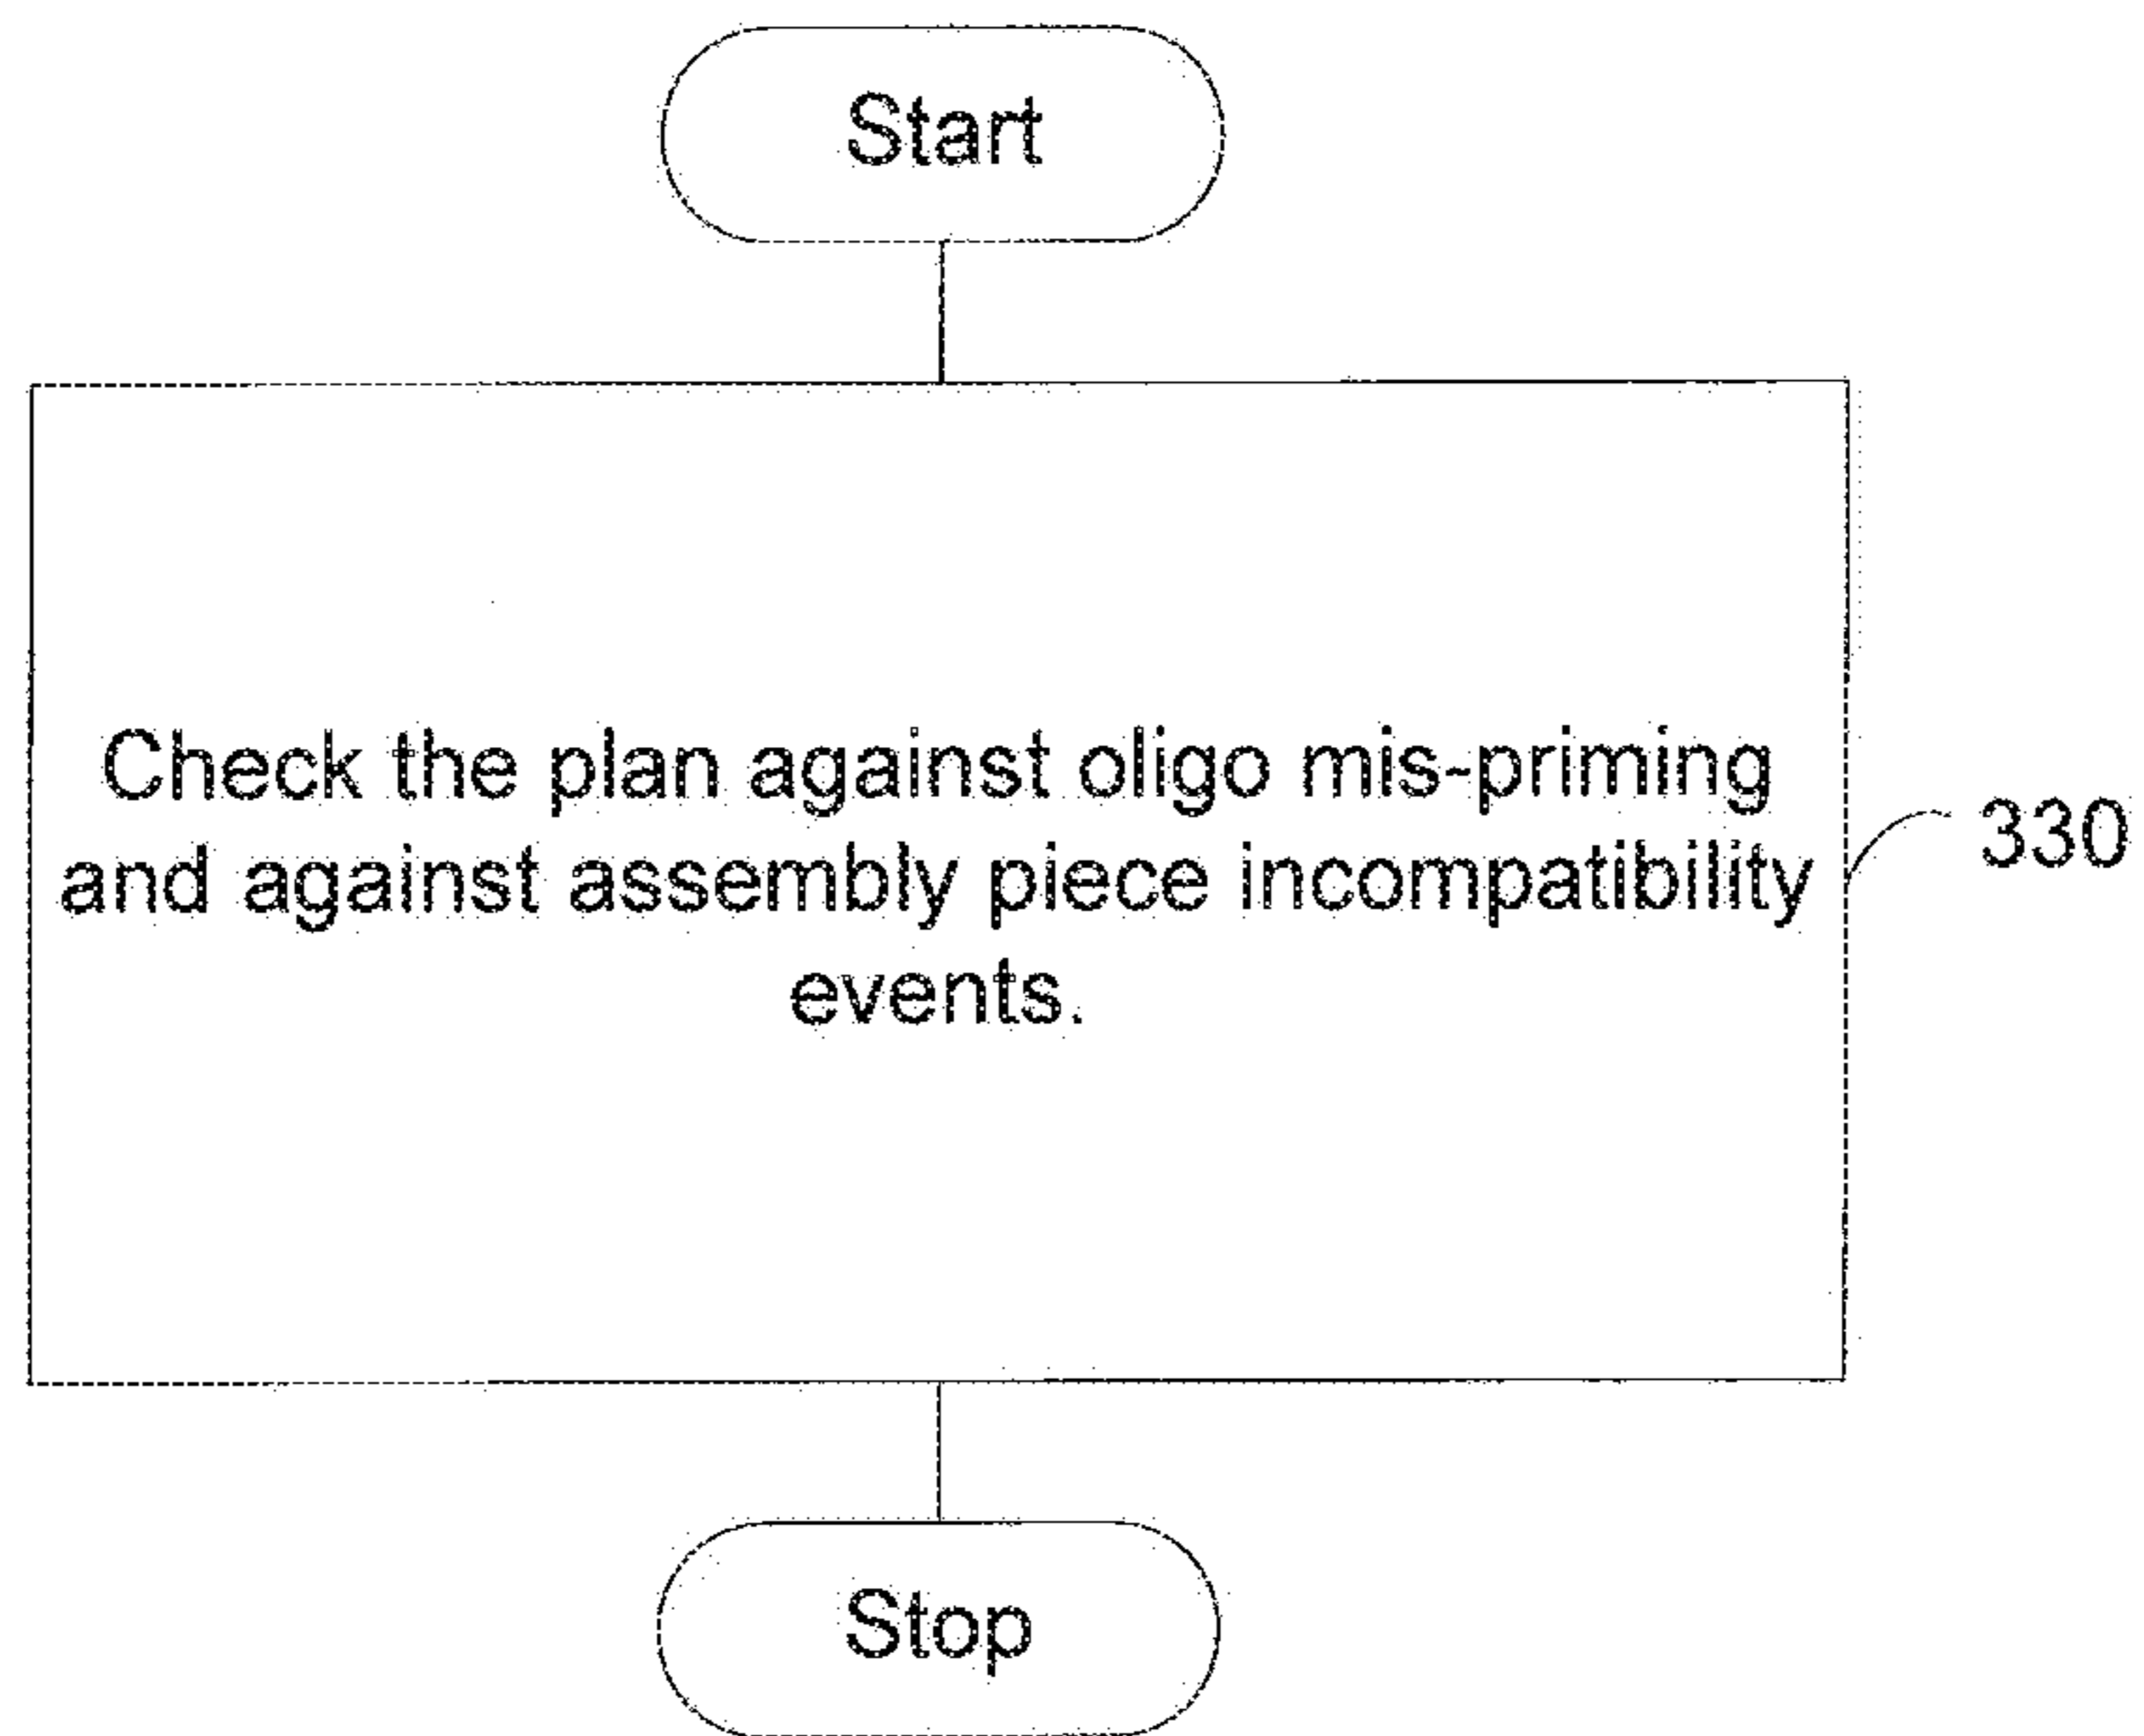 Start
Check the plan against oligo mis-priming
and against assembly piece incompatibility
events.
330
Stop